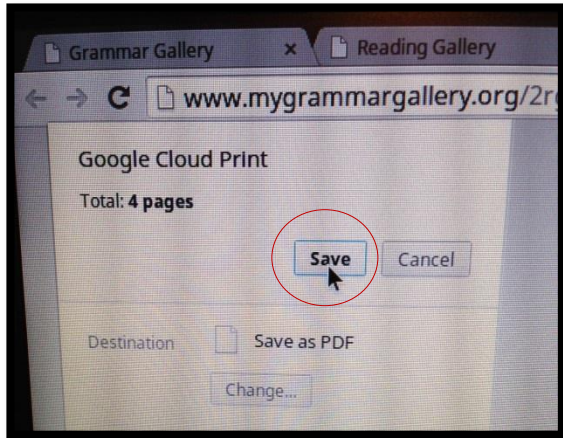 Grammar Gallery × Reading Gallery
www.mygrammargallery.org/2r
Google Cloud Print
Total: 4 pages
Save Cancel
Destination Save as PDF
Change...